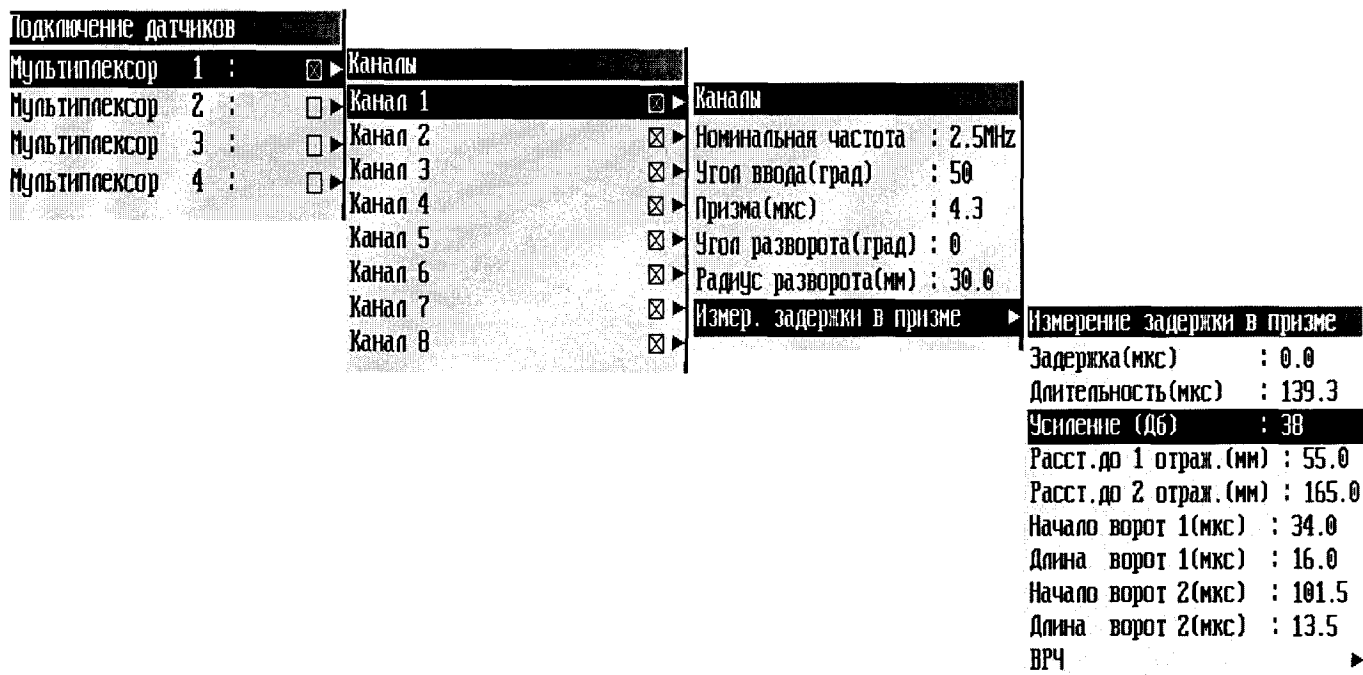 Подключение датчиков
Мультиплексор 1 :
Мультиплексор 2 :
Мультиплексор 3 :
Мультиплексор 4 :
Каналы
Канал 1
Канал 2
Канал 3
Канал 4
Канал 5
Канал 6
Канал 7
Канал 8
Каналы
Номинальная частота : 2.5MHz
Угол ввода(град) : 50
Призма(мкс) : 4.3
Угол разворота(град) : 0
Радиус разворота(мм) : 30.0
Измер. задержки в призме
Измерение задержки в призме
Задержка(мкс) : 0.0
Длительность(мкс) : 139.3
Усиление (Дб) : 38
Расст.до 1 отраж.(мм) : 55.0
Расст.до 2 отраж.(мм) : 165.0
Начало ворот 1(мкс) : 34.0
Длина ворот 1(мкс) : 16.0
Начало ворот 2(мкс) : 101.5
Длина ворот 2(мкс) : 13.5
ВРЧ